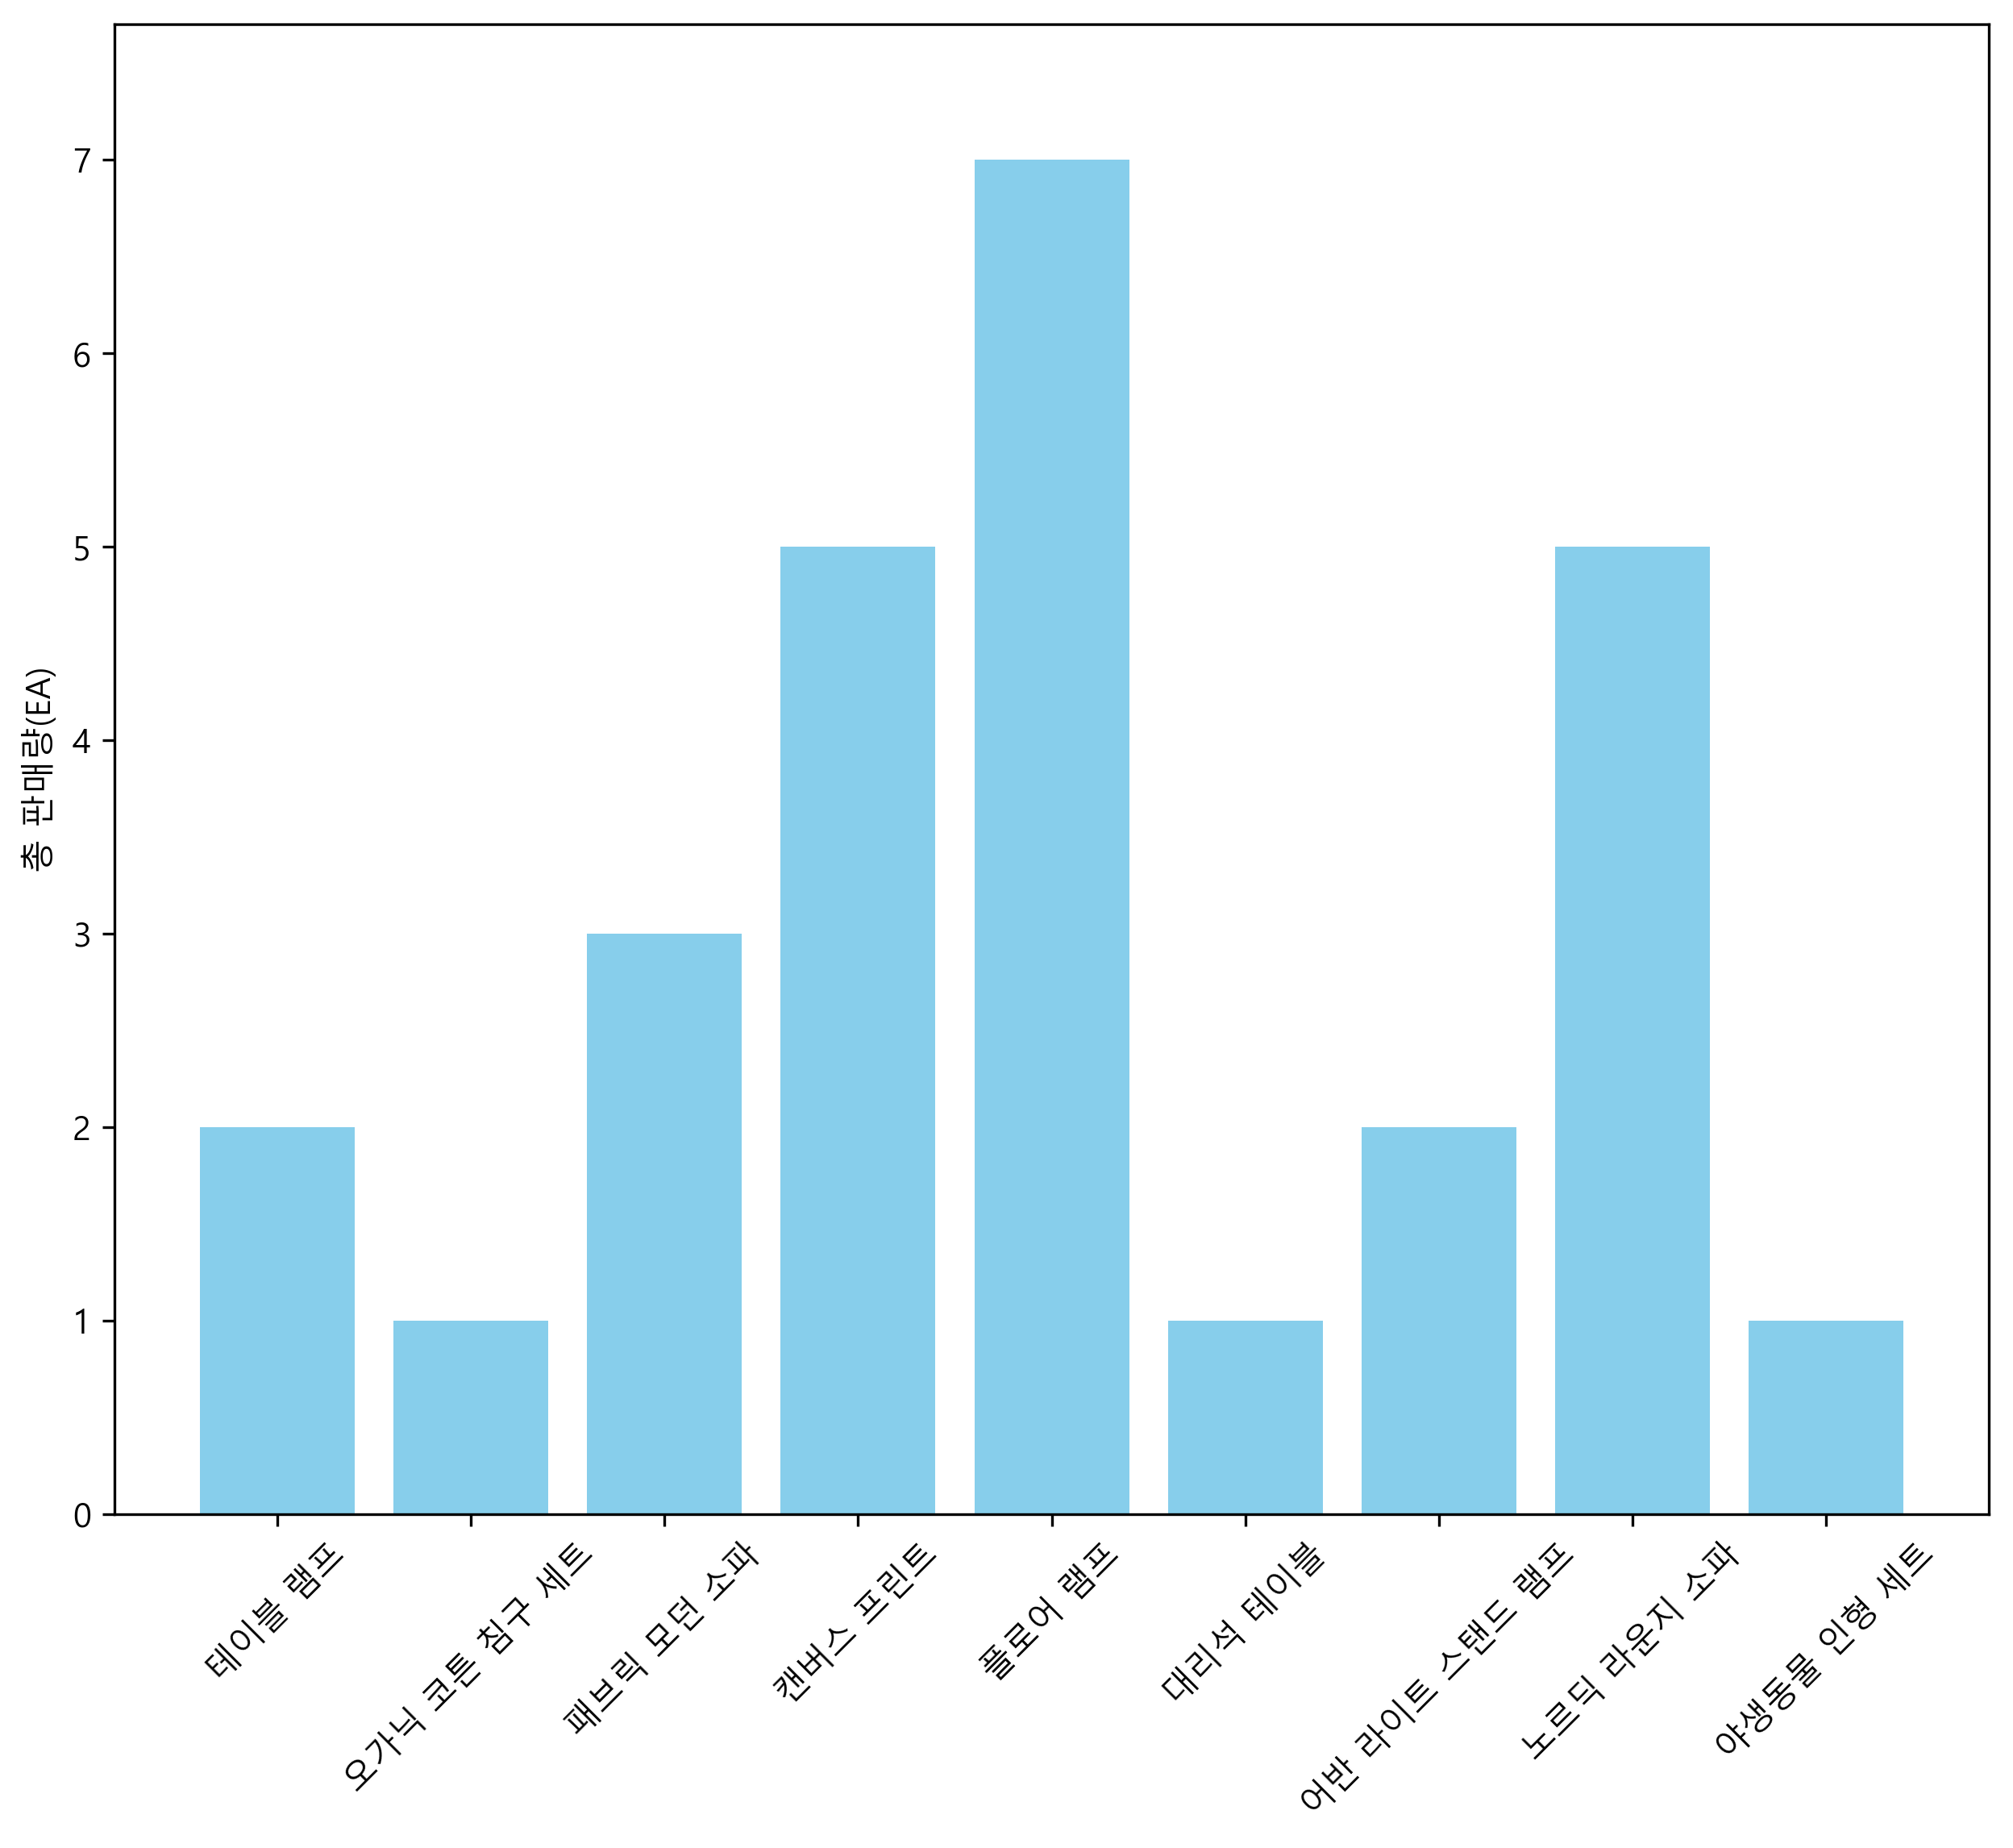 총 판매량(EA)
7
6
5
4
3
2
1
0
테이블 램프
오가닉 코튼 침구 세트
패브릭 모던 소파
캔버스 프린트
플로어 램프
대리석 테이블
어반 라이트 스탠드 램프
노르딕 라운지 소파
야생동물 인형 세트